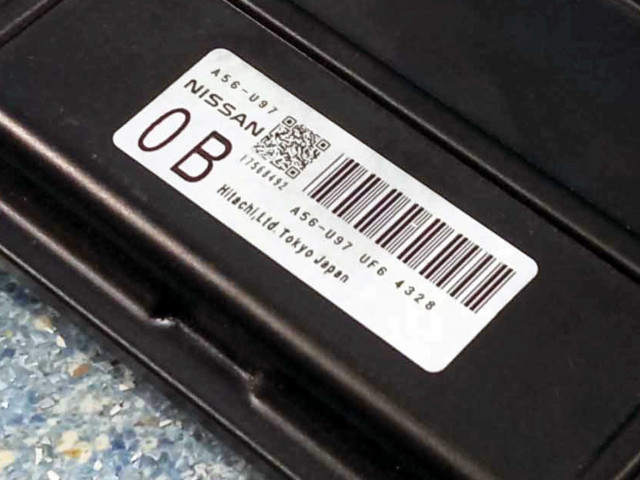 A56-U97
NISSAN
0B
17568492
A56-U97 UF6 4328
Hitachi,Ltd.Tokyo Japan